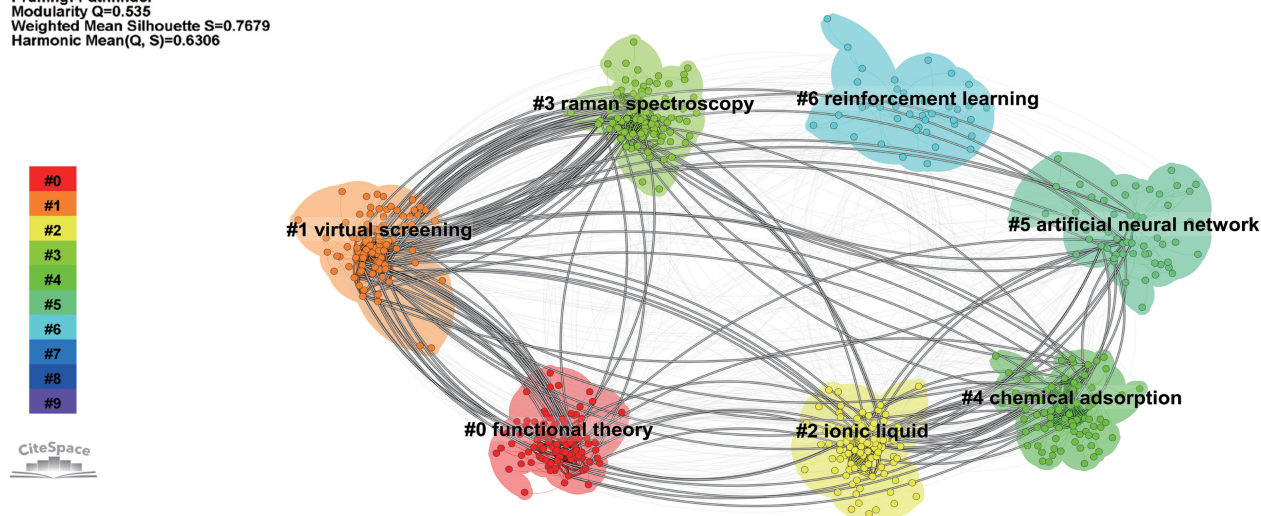 Modularity Q=0.535
Weighted Mean Silhouette S=0.7679
Harmonic Mean(Q, S)=0.6306
#3 raman spectroscopy
#6 reinforcement learning
#1 virtual screening
#5 artificial neural network
#0 functional theory
#2 ionic liquid
#4 chemical adsorption
#0
#1
#2
#3
#4
#5
#6
#7
#8
#9
CiteSpace